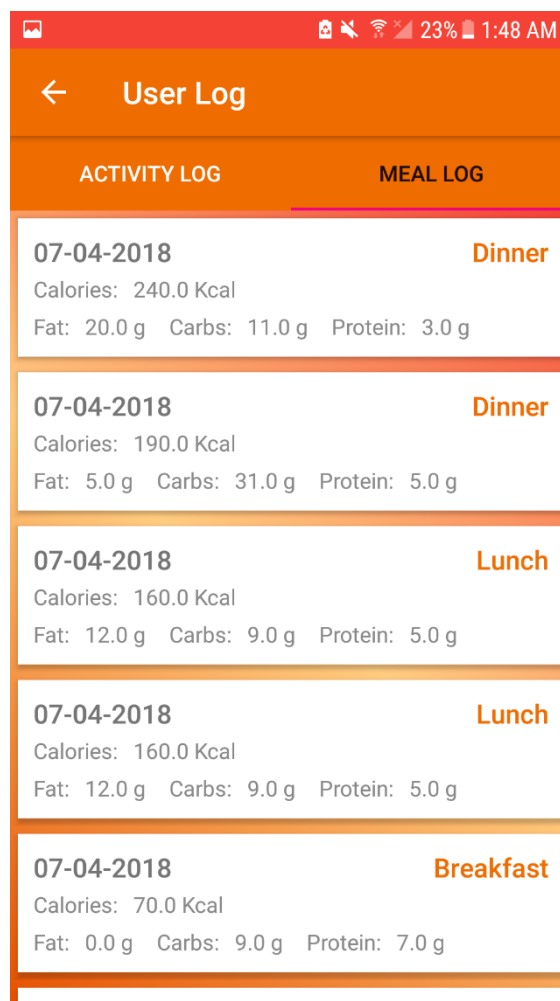 23% 1:48 AM
User Log
ACTIVITY LOG MEAL LOG
07-04-2018 Dinner
Calories: 240.0 Kcal
Fat: 20.0 g Carbs: 11.0 g Protein: 3.0 g
07-04-2018 Dinner
Calories: 190.0 Kcal
Fat: 5.0 g Carbs: 31.0 g Protein: 5.0 g
07-04-2018 Lunch
Calories: 160.0 Kcal
Fat: 12.0 g Carbs: 9.0 g Protein: 5.0 g
07-04-2018 Lunch
Calories: 160.0 Kcal
Fat: 12.0 g Carbs: 9.0 g Protein: 5.0 g
07-04-2018 Breakfast
Calories: 70.0 Kcal
Fat: 0.0 g Carbs: 9.0 g Protein: 7.0 g